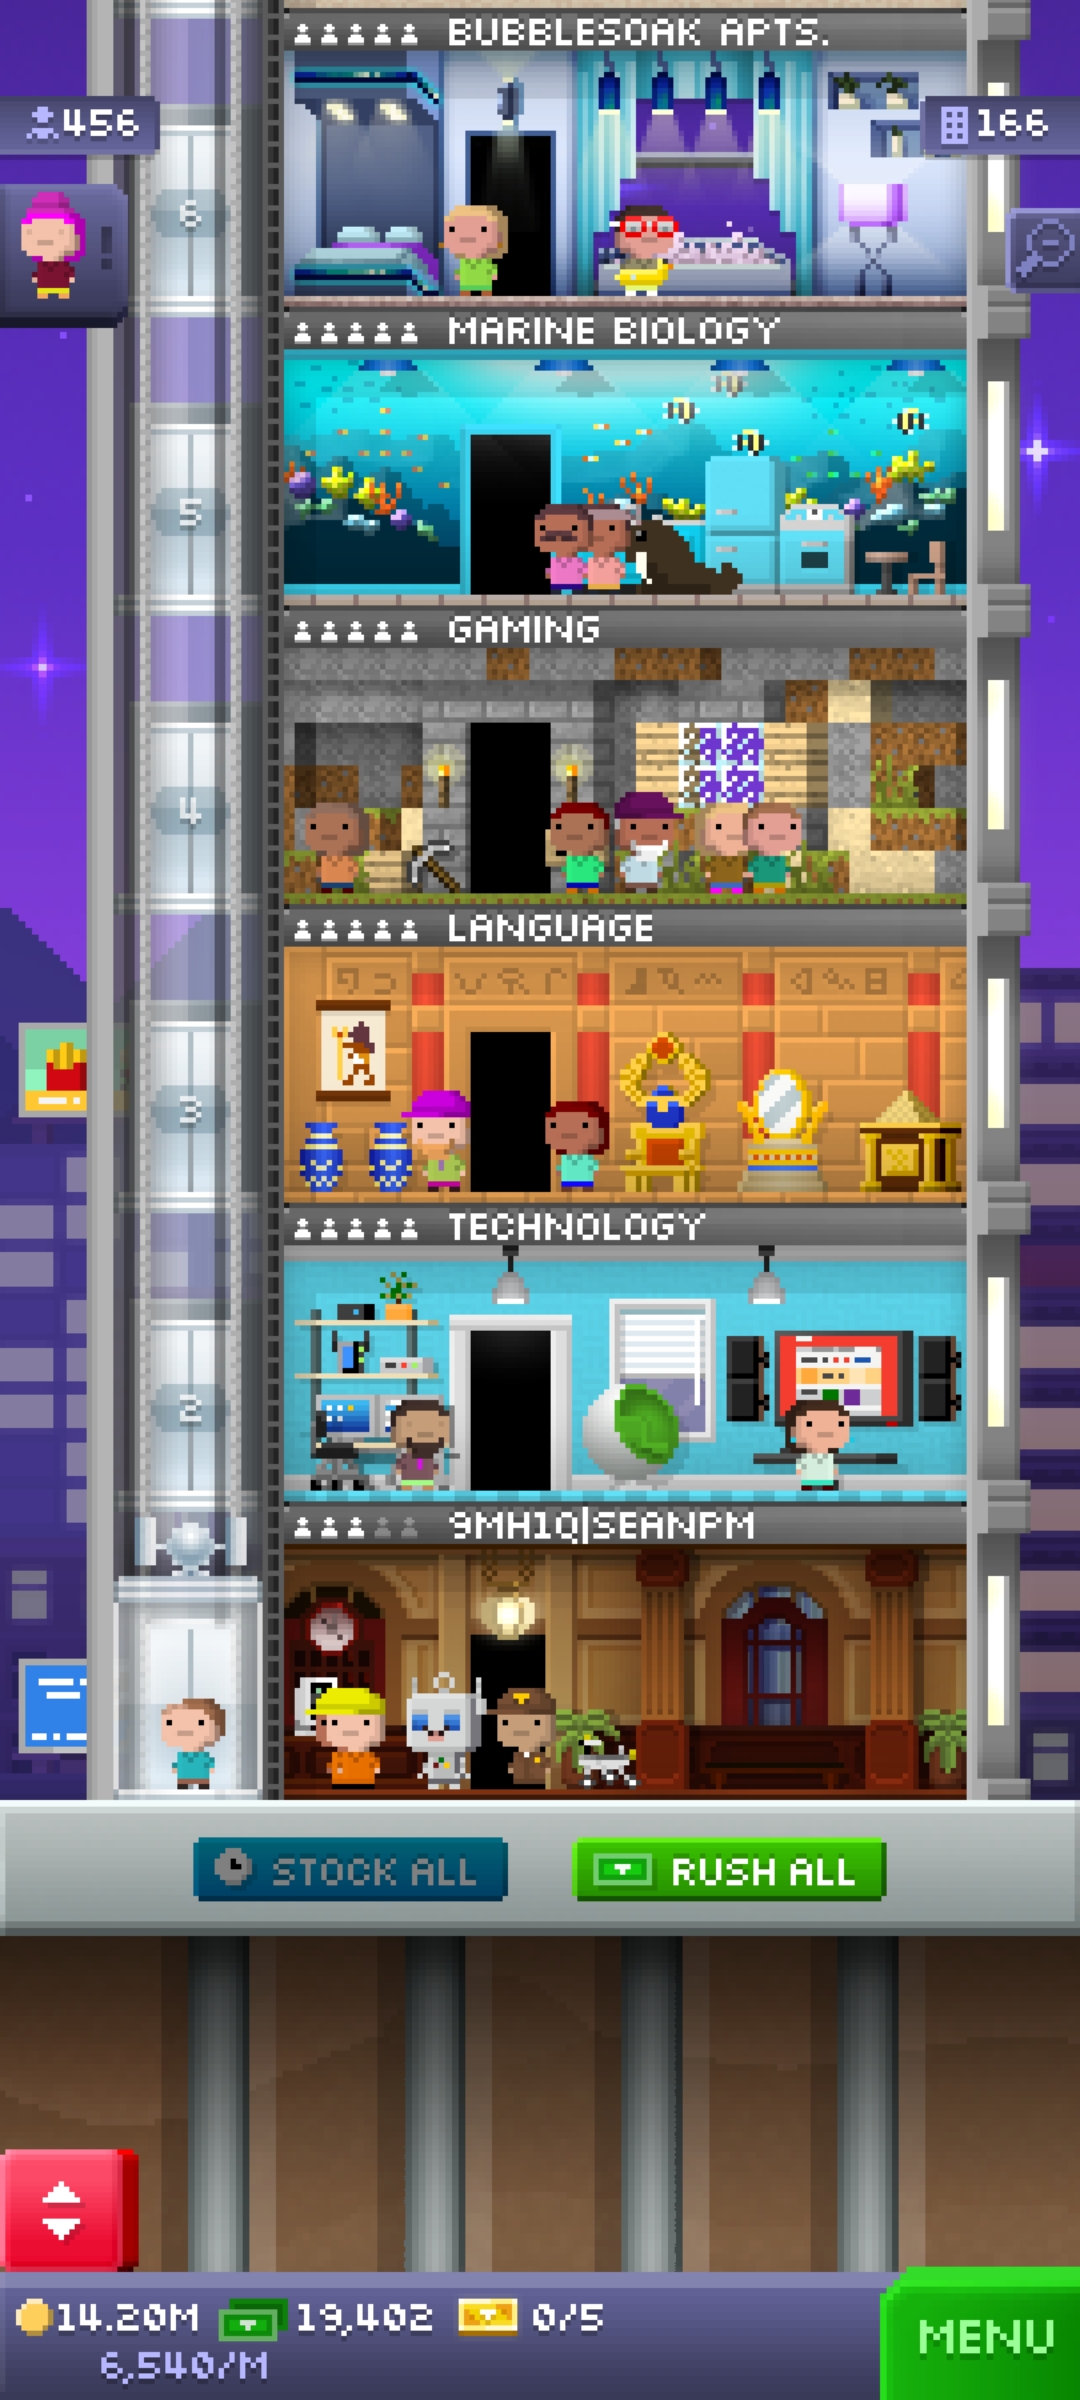 BUBBLESOAK APTS.
456
166
6
MARINE BIOLOGY
5
GAMING
4
LANGUAGE
3
TECHNOLOGY
2
9MH1Q|SEANPM
STOCK ALL
RUSH ALL
14.20M
19,402
0/5
6,540/M
MENU